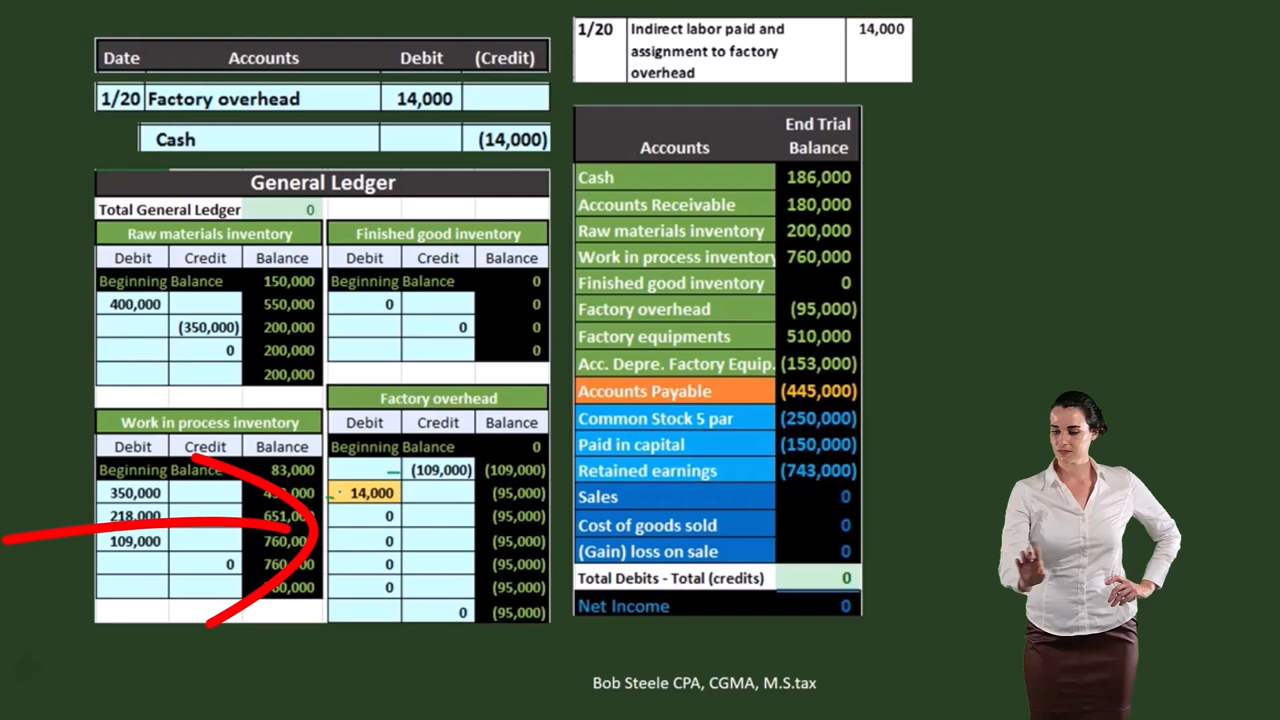 Date Accounts Debit (Credit)
1/20 Factory overhead 14,000
Cash (14,000)
General Ledger
Total General Ledger 0
Raw materials inventory
Debit Credit Balance
Beginning Balance 150,000
400,000 550,000
(350,000) 200,000
0 200,000
200,000
Finished good inventory
Debit Credit Balance
Beginning Balance 0
0 0
0 0
0
Work in process inventory
Debit Credit Balance
Beginning Balance 83,000
350,000
218,000
109,000
0
Factory overhead
Debit Credit Balance
Beginning Balance 0
(109,000) (109,000)
14,000 (95,000)
0 (95,000)
0 (95,000)
0 (95,000)
0 (95,000)
0 (95,000)
1/20 Indirect labor paid and 14,000
assignment to factory
overhead
End Trial
Accounts Balance
Cash 186,000
Accounts Receivable 180,000
Raw materials inventory 200,000
Work in process inventory 760,000
Finished good inventory 0
Factory overhead (95,000)
Factory equipments 510,000
Acc. Depre. Factory Equip. (153,000)
Accounts Payable (445,000)
Common Stock 5 par (250,000)
Paid in capital (150,000)
Retained earnings (743,000)
Sales 0
Cost of goods sold 0
(Gain) loss on sale 0
Total Debits - Total (credits) 0
Net Income 0
Bob Steele CPA, CGMA, M.S.tax